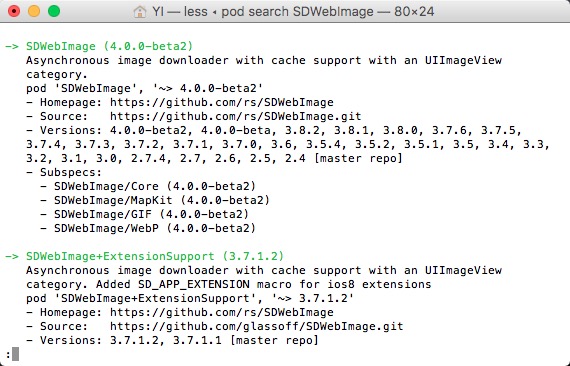 YI — less ◂ pod search SDWebImage — 80×24
-> SDWebImage (4.0.0-beta2)
Asynchronous image downloader with cache support with an UIImageView
category.
pod 'SDWebImage', '~> 4.0.0-beta2'
- Homepage: https://github.com/rs/SDWebImage
- Source:   https://github.com/rs/SDWebImage.git
- Versions: 4.0.0-beta2, 4.0.0-beta, 3.8.2, 3.8.1, 3.8.0, 3.7.6, 3.7.5,
3.7.4, 3.7.3, 3.7.2, 3.7.1, 3.7.0, 3.6, 3.5.4, 3.5.2, 3.5.1, 3.5, 3.4, 3.3,
3.2, 3.1, 3.0, 2.7.4, 2.7, 2.6, 2.5, 2.4 [master repo]
- Subspecs:
- SDWebImage/Core (4.0.0-beta2)
- SDWebImage/MapKit (4.0.0-beta2)
- SDWebImage/GIF (4.0.0-beta2)
- SDWebImage/WebP (4.0.0-beta2)
-> SDWebImage+ExtensionSupport (3.7.1.2)
Asynchronous image downloader with cache support with an UIImageView
category. Added SD_APP_EXTENSION macro for ios8 extensions
pod 'SDWebImage+ExtensionSupport', '~> 3.7.1.2'
- Homepage: https://github.com/rs/SDWebImage
- Source:   https://github.com/glassoff/SDWebImage.git
- Versions: 3.7.1.2, 3.7.1.1 [master repo]
: